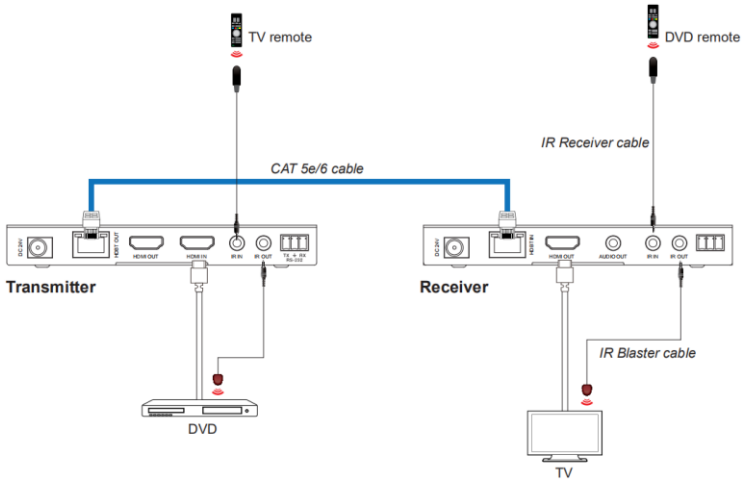 TV remote
DVD remote
IR Receiver cable
CAT 5e/6 cable
DC 24V
HDBT OUT
HDMI OUT
HDMI IN
IR IN
IR OUT
TX ⏚ RX
RS-232
Transmitter
DC 24V
HDBT IN
HDMI OUT
AUDIO OUT
IR IN
IR OUT
Receiver
IR Blaster cable
DVD
TV